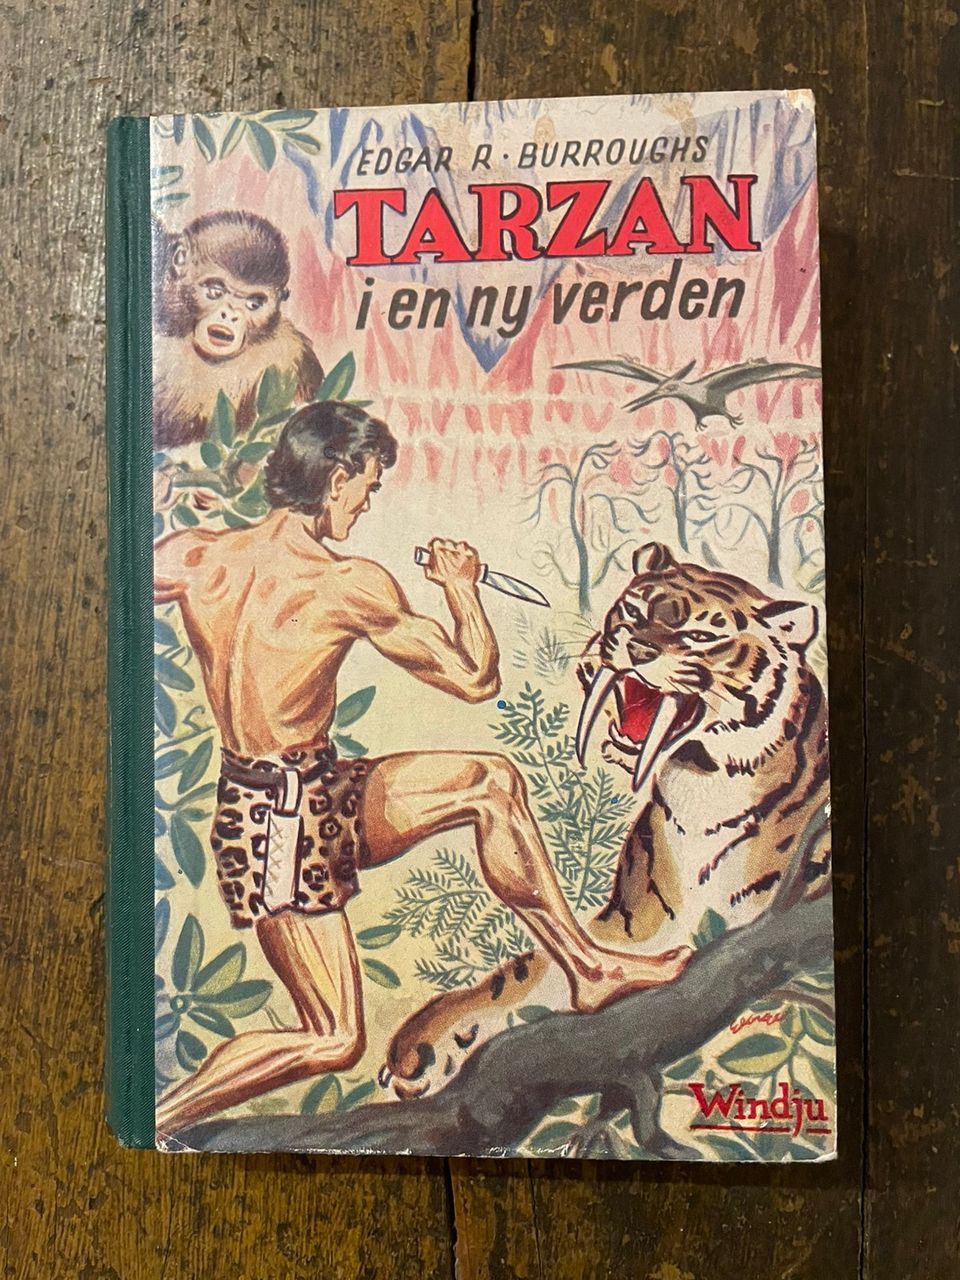 EDGAR R. BURROUGHS
TARZAN
i en ny verden
Windju